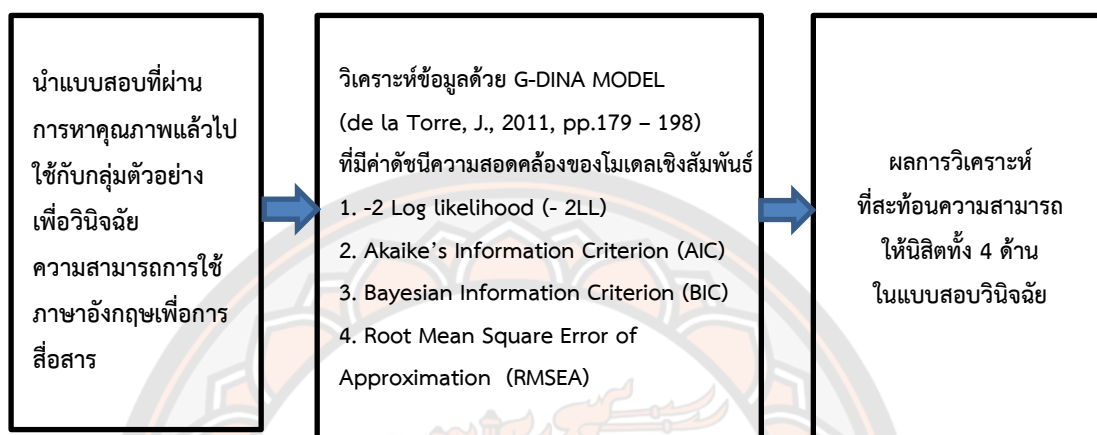 นำแบบสอบที่ผ่าน
การหาคุณภาพแล้วไป
ใช้กับกลุ่มตัวอย่าง
เพื่อวินิจฉัย
ความสามารถการใช้
ภาษาอังกฤษเพื่อการ
สื่อสาร
วิเคราะห์ข้อมูลด้วย G-DINA MODEL
(de la Torre, J., 2011, pp.179 – 198)
ที่มีค่าดัชนีความสอดคล้องของโมเดลเชิงสัมพันธ์
1. -2 Log likelihood (- 2LL)
2. Akaike’s Information Criterion (AIC)
3. Bayesian Information Criterion (BIC)
4. Root Mean Square Error of
Approximation (RMSEA)
ผลการวิเคราะห์
ที่สะท้อนความสามารถ
ให้นิสิตทั้ง 4 ด้าน
ในแบบสอบวินิจฉัย